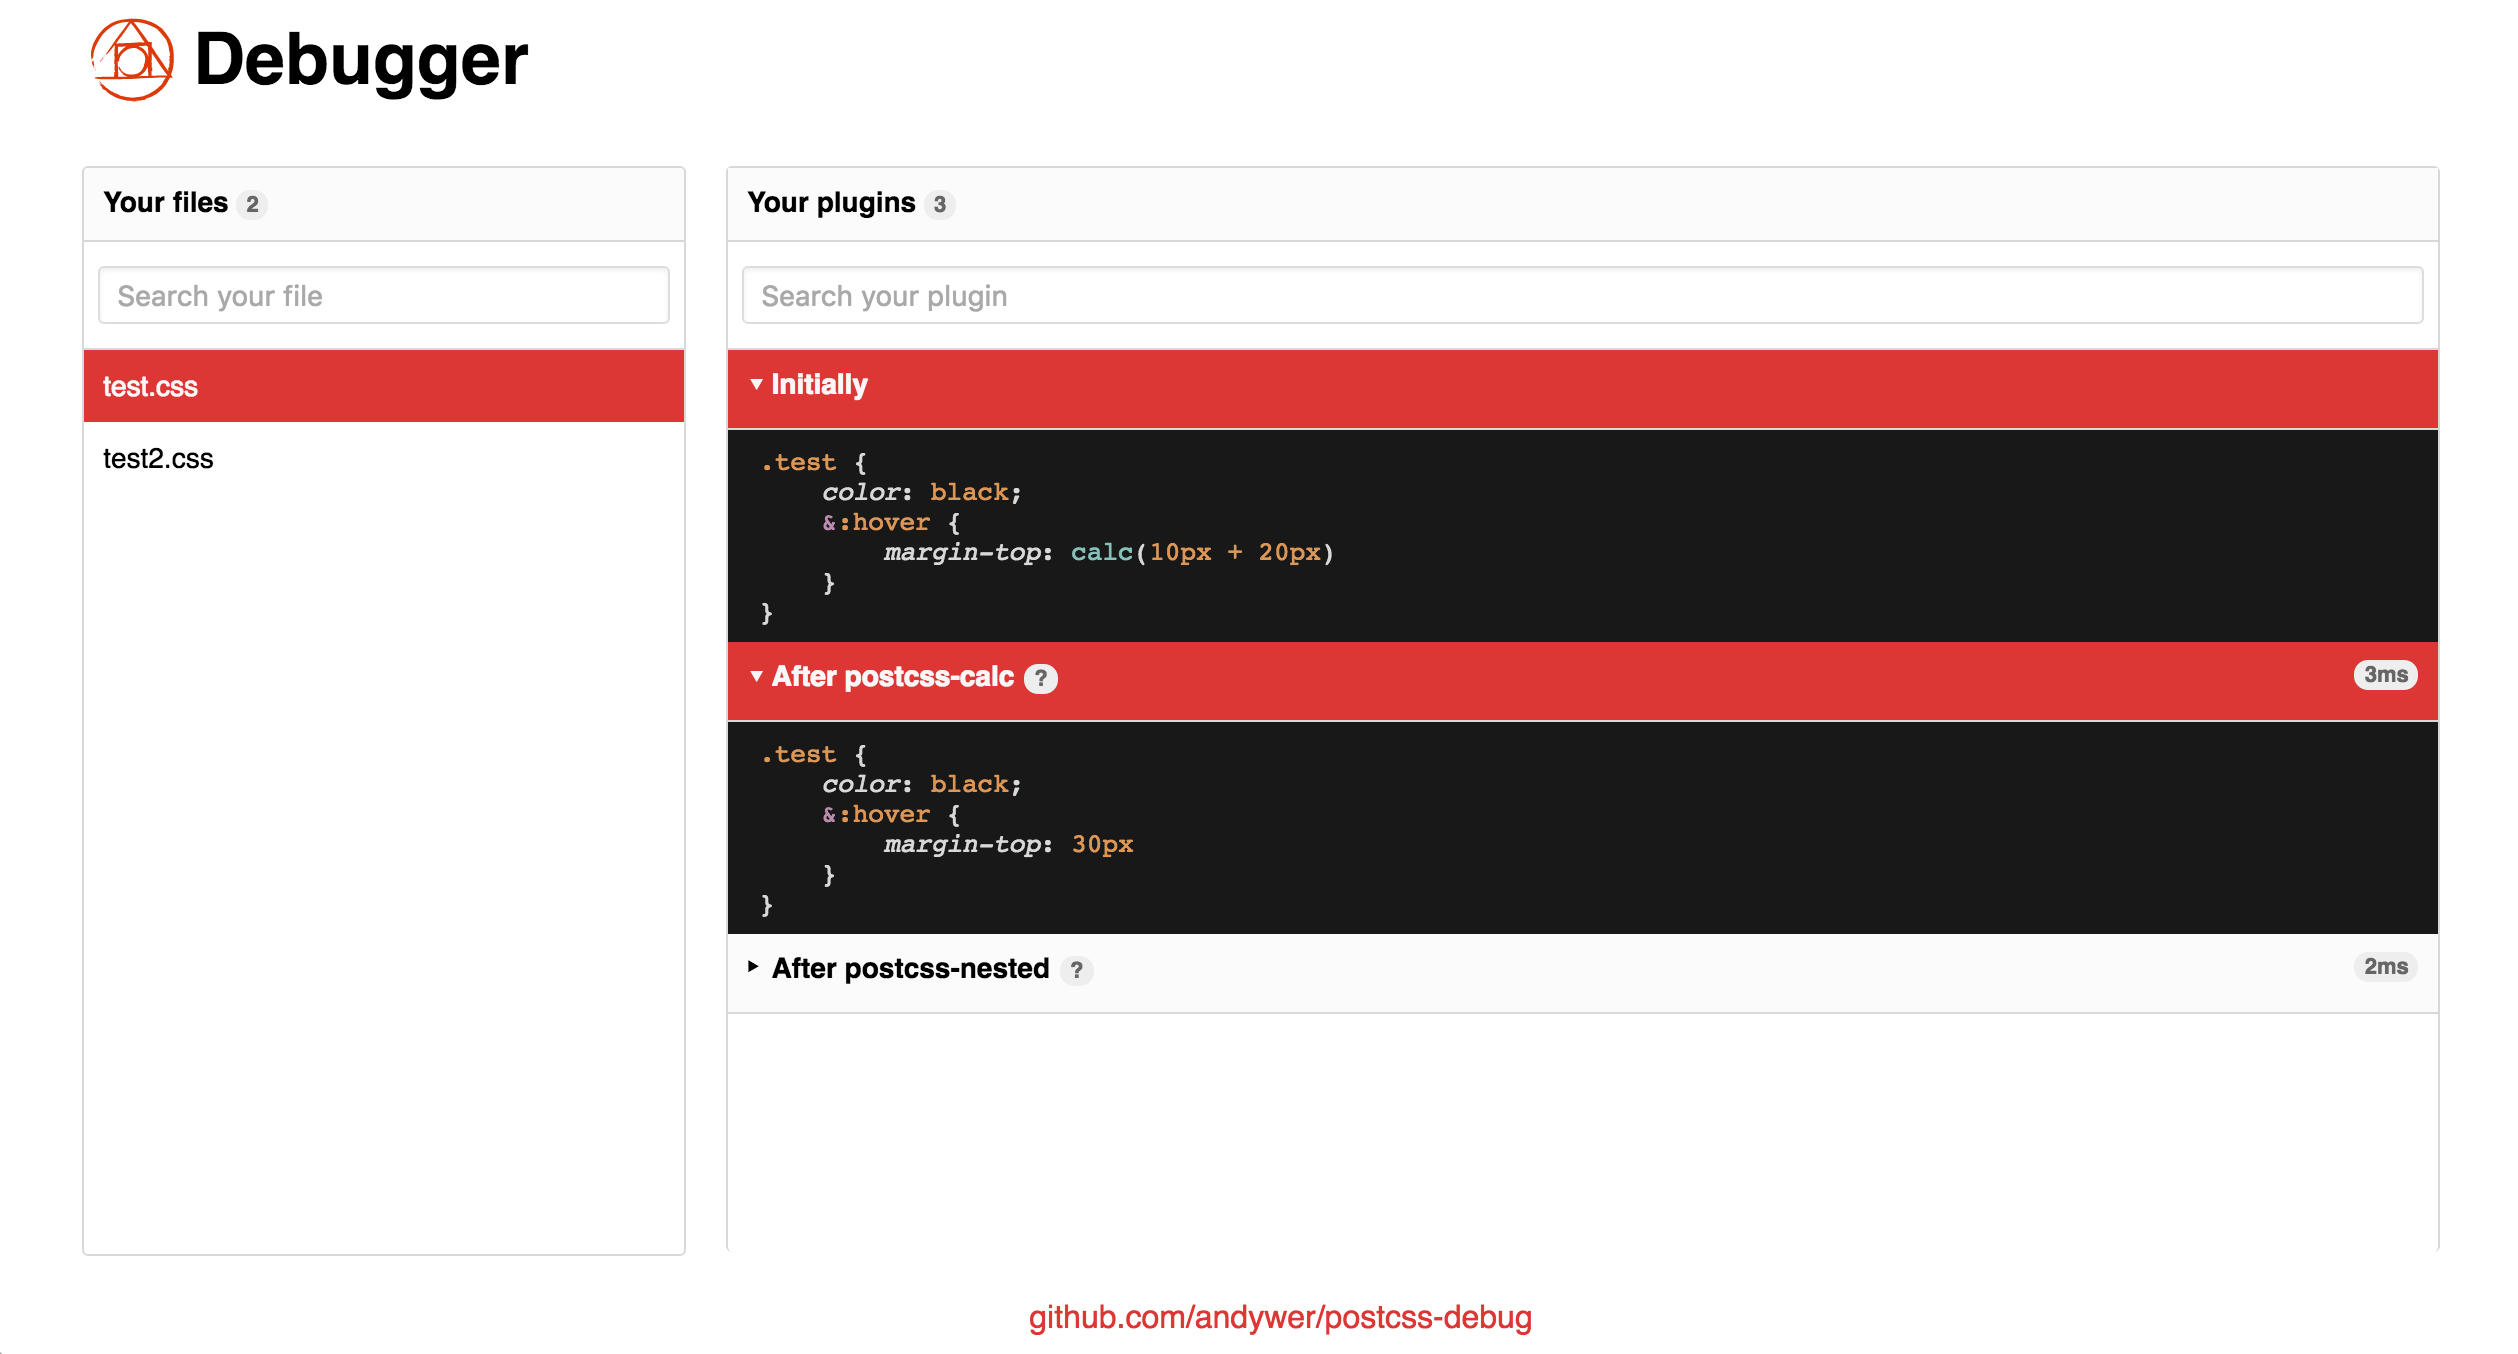 Debugger
Your files 2
Search your file
test.css
test2.css
Your plugins 3
Search your plugin
▼ Initially
.test {
    color: black;
    &:hover {
        margin-top: calc(10px + 20px)
    }
}
▼ After postcss-calc ? 3ms
.test {
    color: black;
    &:hover {
        margin-top: 30px
    }
}
► After postcss-nested ? 2ms
github.com/andywer/postcss-debug